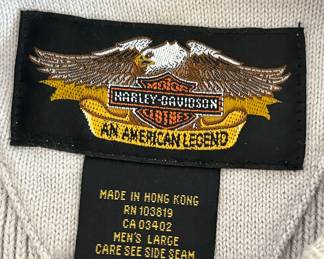 MOTOR
HARLEY-DAVIDSON
CLOTHES
AN AMERICAN LEGEND
MADE IN HONG KONG
RN 103819
CA 03402
MEN'S LARGE
CARE SEE SIDE SEAM